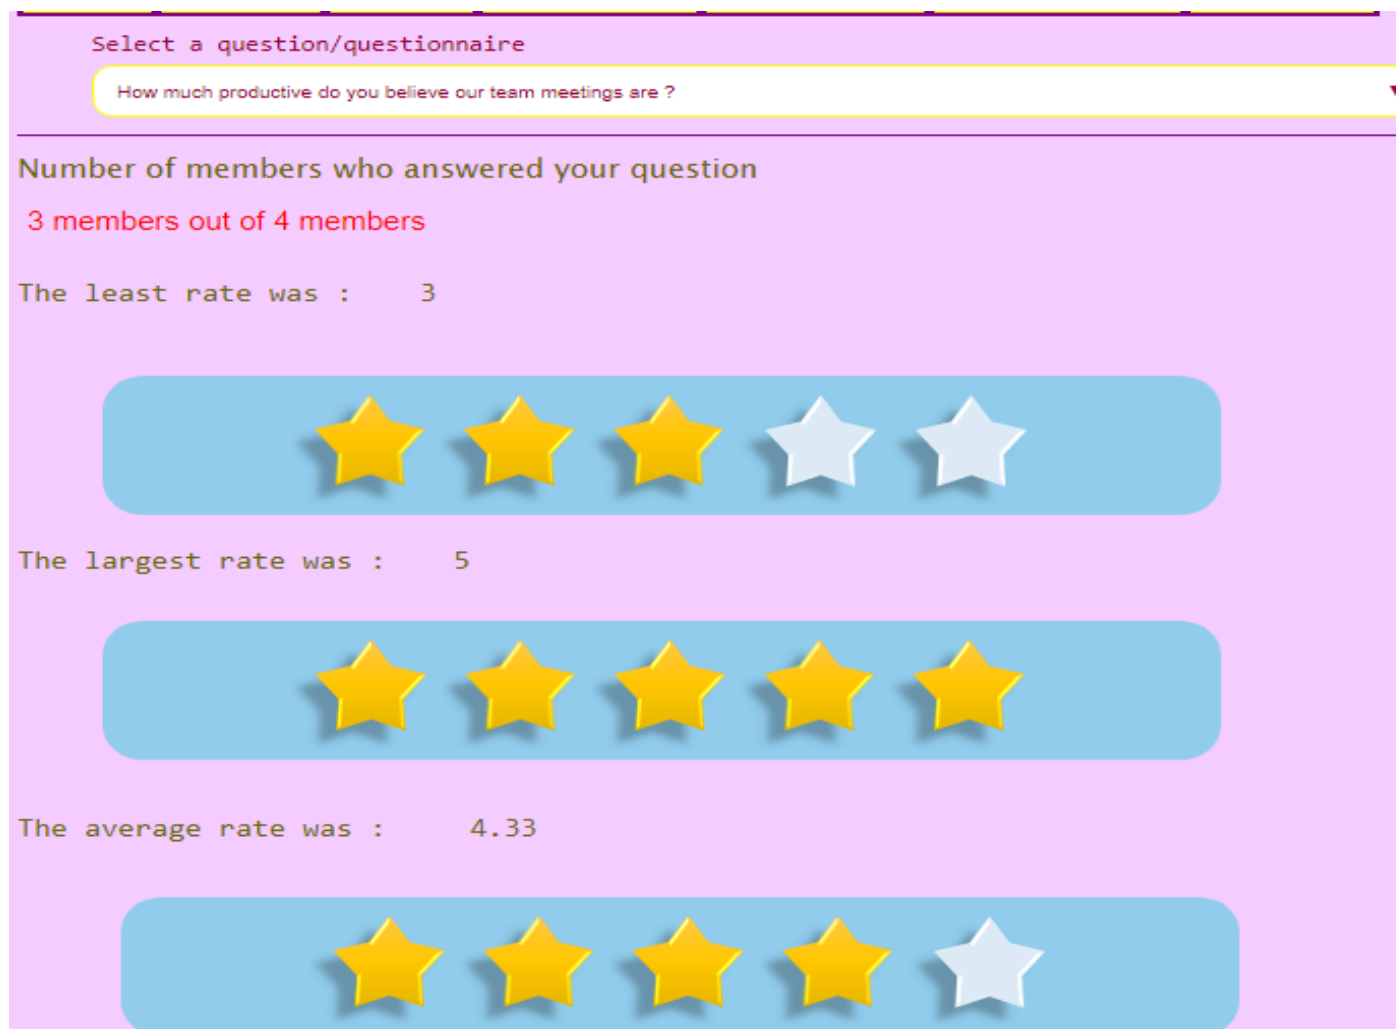 Select a question/questionnaire
How much productive do you believe our team meetings are ?
Number of members who answered your question
3 members out of 4 members
The least rate was : 3
The largest rate was : 5
The average rate was : 4.33